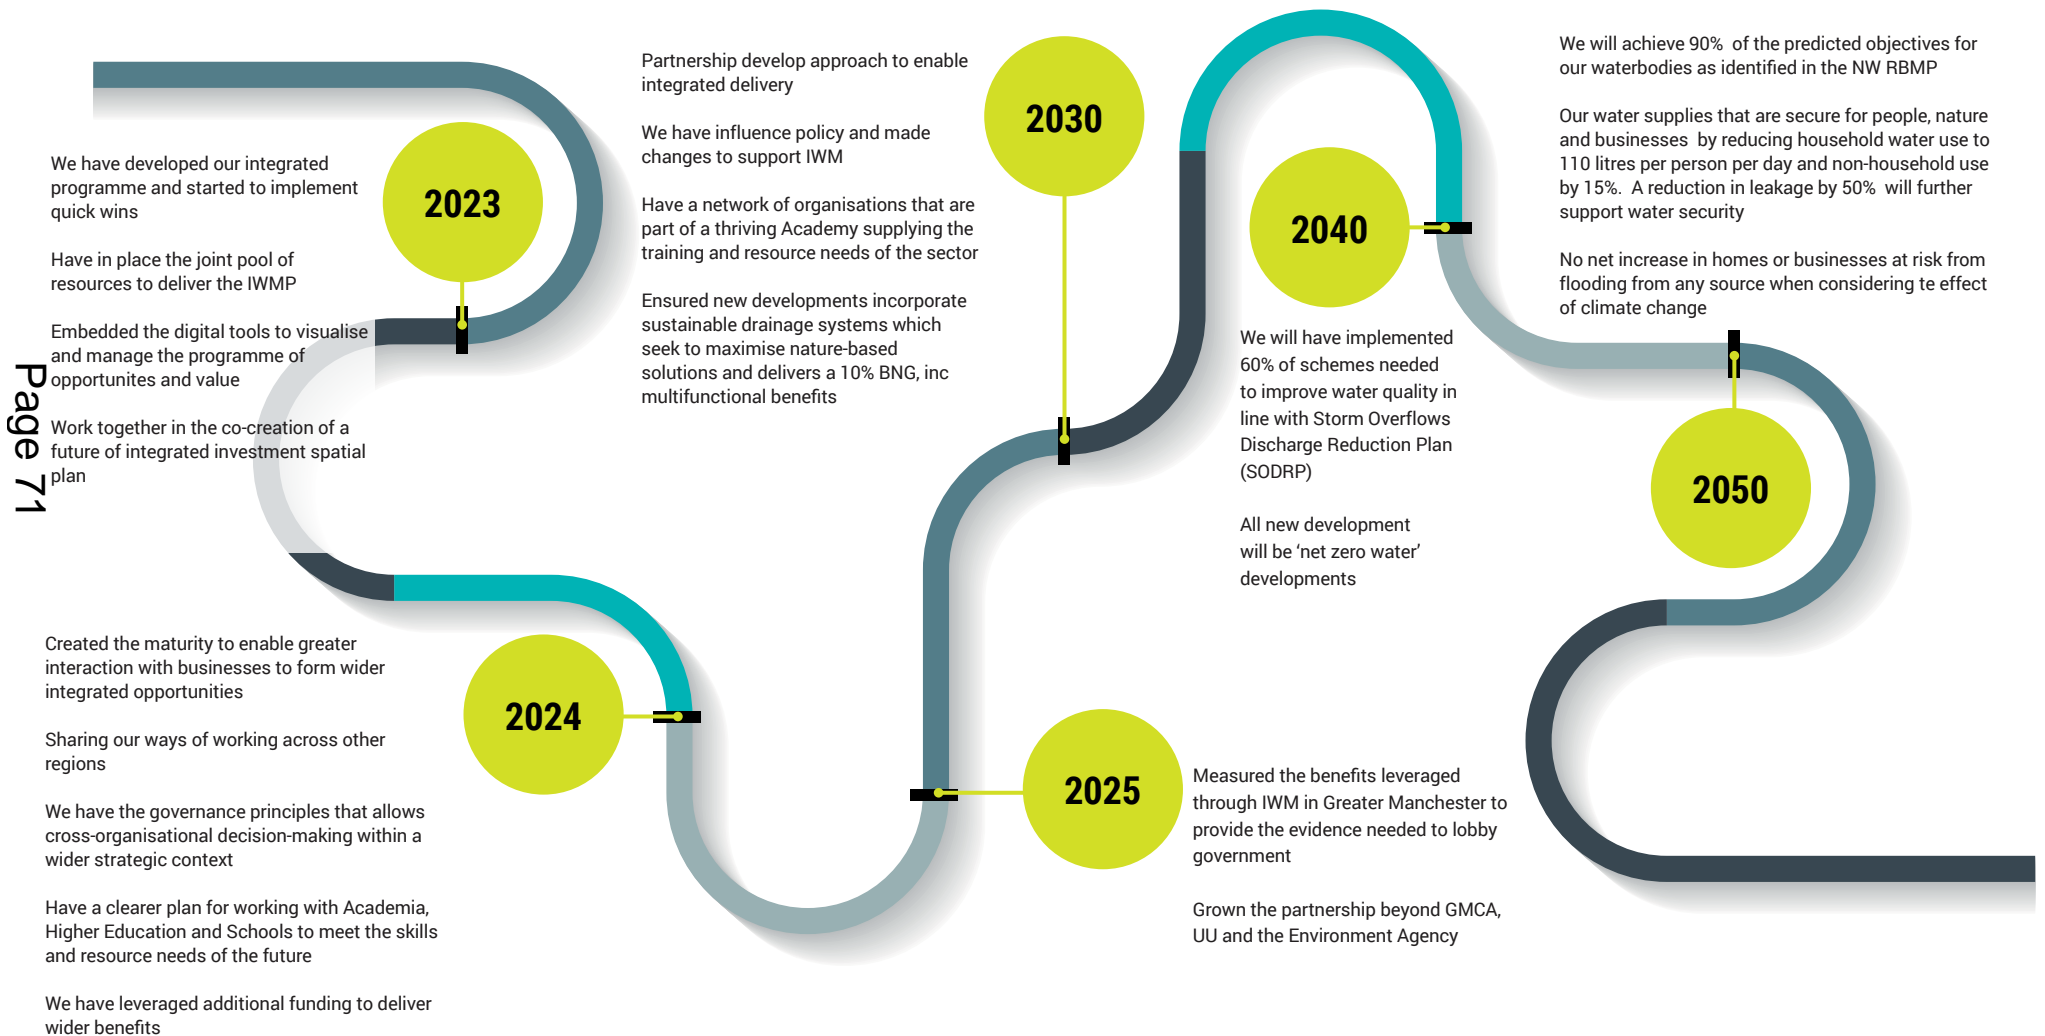 We have developed our integrated
programme and started to implement
quick wins
Have in place the joint pool of
resources to deliver the IWMP
Embedded the digital tools to visualise
and manage the programme of
opportunites and value
Work together in the co-creation of a
future of integrated investment spatial
plan
2023
Created the maturity to enable greater
interaction with businesses to form wider
integrated opportunities
Sharing our ways of working across other
regions
We have the governance principles that allows
cross-organisational decision-making within a
wider strategic context
Have a clearer plan for working with Academia,
Higher Education and Schools to meet the skills
and resource needs of the future
We have leveraged additional funding to deliver
wider benefits
2024
2025
Measured the benefits leveraged
through IWM in Greater Manchester to
provide the evidence needed to lobby
government
Grown the partnership beyond GMCA,
UU and the Environment Agency
Partnership develop approach to enable
integrated delivery
We have influence policy and made
changes to support IWM
Have a network of organisations that are
part of a thriving Academy supplying the
training and resource needs of the sector
Ensured new developments incorporate
sustainable drainage systems which
seek to maximise nature-based
solutions and delivers a 10% BNG, inc
multifunctional benefits
2030
2040
We will have implemented
60% of schemes needed
to improve water quality in
line with Storm Overflows
Discharge Reduction Plan
(SODRP)
All new development
will be ‘net zero water’
developments
We will achieve 90% of the predicted objectives for
our waterbodies as identified in the NW RBMP
Our water supplies that are secure for people, nature
and businesses by reducing household water use to
110 litres per person per day and non-household use
by 15%. A reduction in leakage by 50% will further
support water security
No net increase in homes or businesses at risk from
flooding from any source when considering te effect
of climate change
2050
Page 71